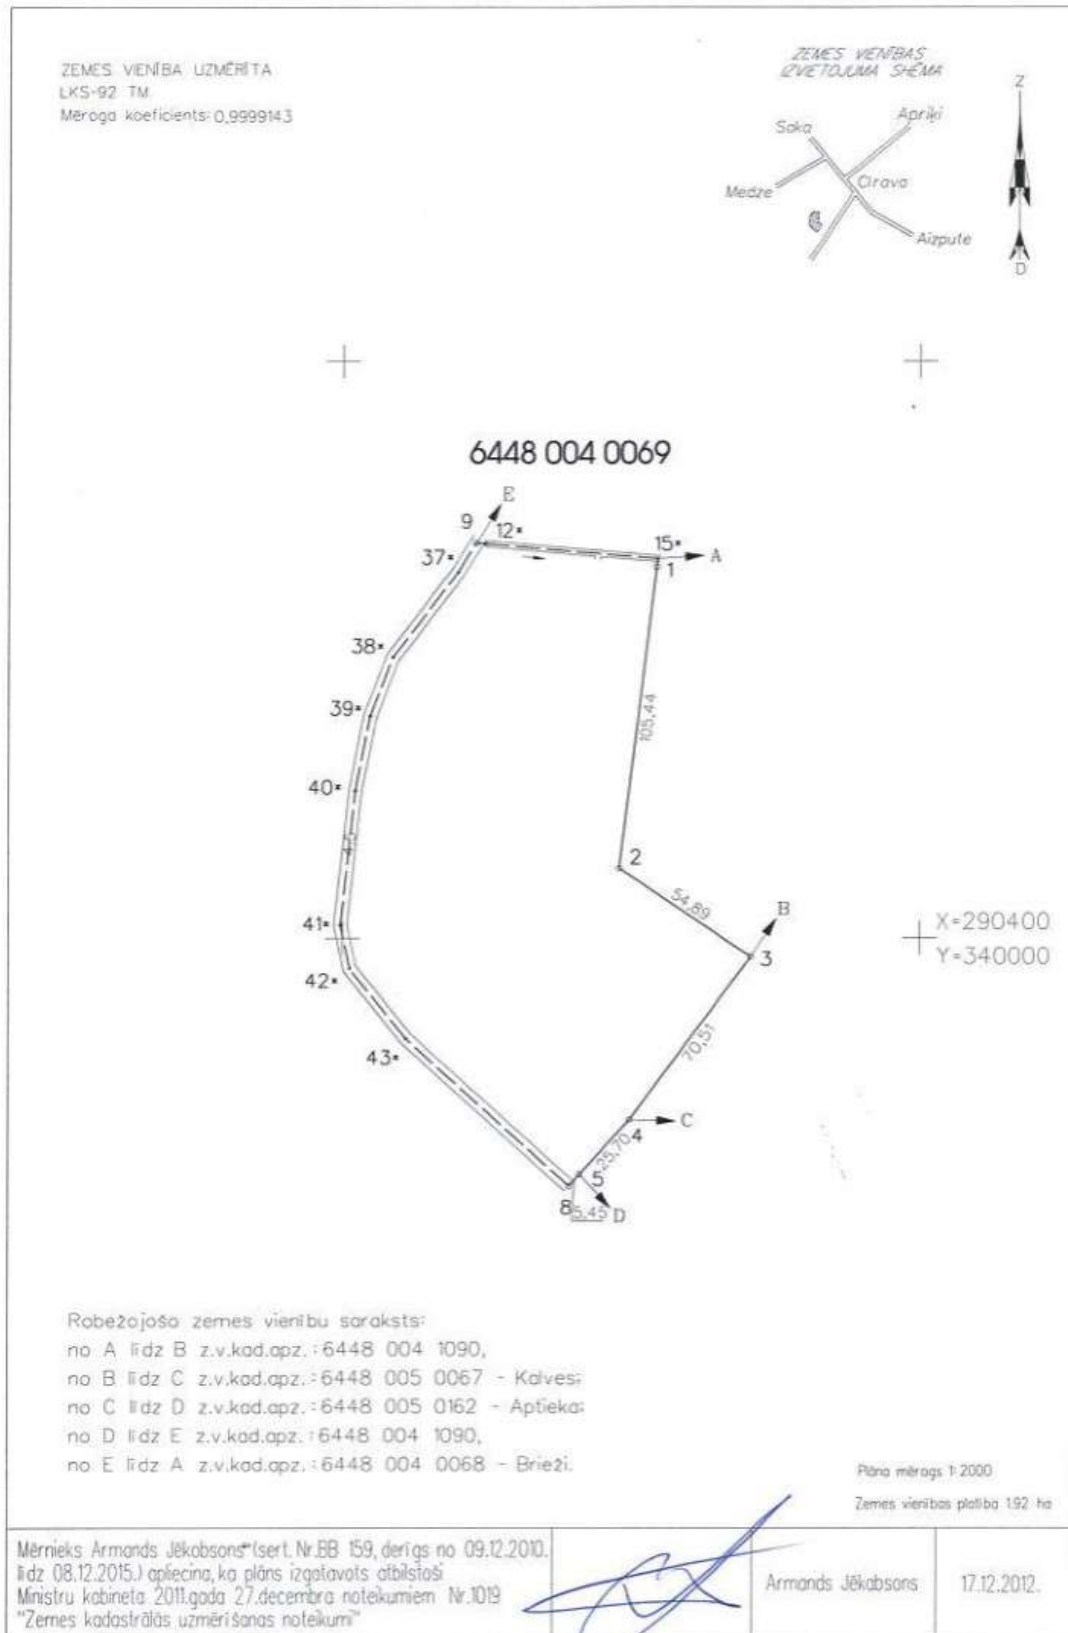 ZEMES VIENĪBA UZMĒRĪTA
LKS-92 TM
Mēroga koeficients: 0,9999143
ZEMES VIENĪBAS
IZVIETOJUMA SHĒMA
Z
Apriķi
Saka
Cīrava
Medze
Aizpute
D
6448 004 0069
E
9
12*
15*
A
37*
1
38*
39*
105,44
40*
2
54,89
B
41*
X=290400
3
Y=340000
42*
70,51
43*
4
C
25,70
5
8
5,45
D
Robežojošo zemes vienību saraksts:
no A līdz B z.v.kad.apz.:6448 004 1090,
no B līdz C z.v.kad.apz.:6448 005 0067 - Kalves;
no C līdz D z.v.kad.apz.:6448 005 0162 - Aptieka;
no D līdz E z.v.kad.apz.:6448 004 1090,
no E līdz A z.v.kad.apz.:6448 004 0068 - Brieži.
Plāna mērogs 1:2000
Zemes vienības platība 1.92 ha
Mērnieks Armands Jēkabsons (sert. Nr.BB 159, derīgs no 09.12.2010.
līdz 08.12.2015.) apliecina, ka plāns izgatavots atbilstoši
Ministru kabineta 2011.gada 27.decembra noteikumiem Nr.1019
"Zemes kadastrālās uzmērīšanas noteikumi"
Armands Jēkabsons
17.12.2012.